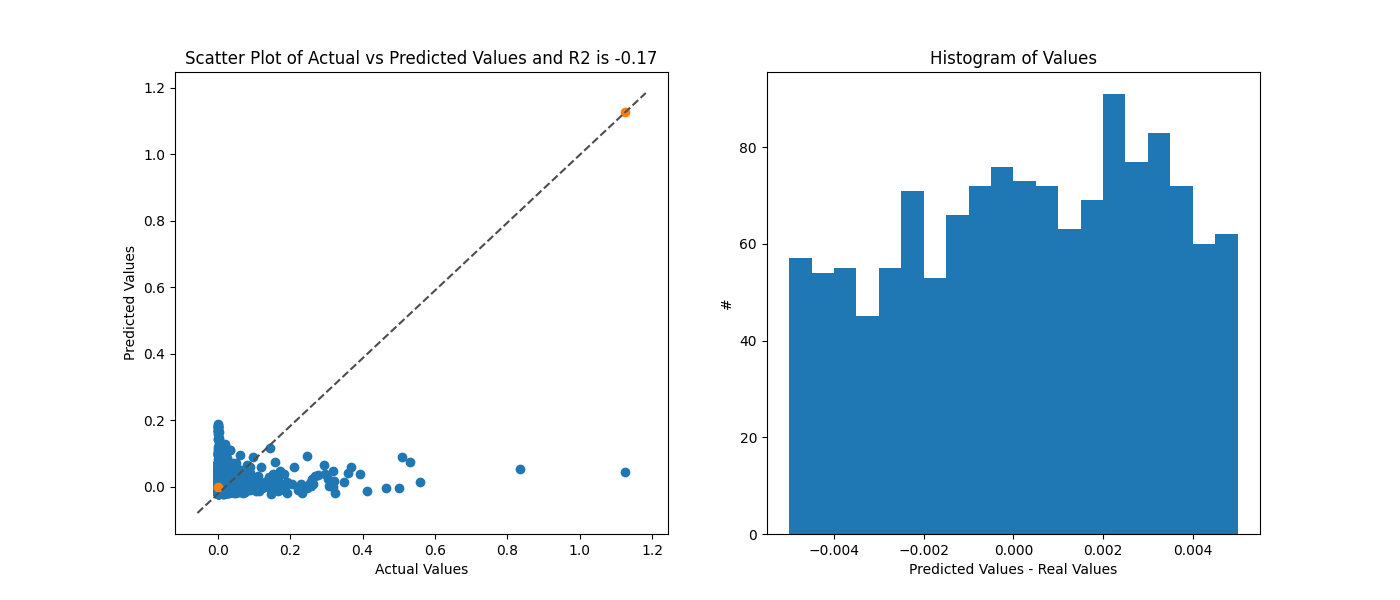 Scatter Plot of Actual vs Predicted Values and R2 is -0.17
Predicted Values
1.2
1.0
0.8
0.6
0.4
0.2
0.0
0.0 0.2 0.4 0.6 0.8 1.0 1.2
Actual Values
Histogram of Values
#
80
60
40
20
0
−0.004 −0.002 0.000 0.002 0.004
Predicted Values - Real Values